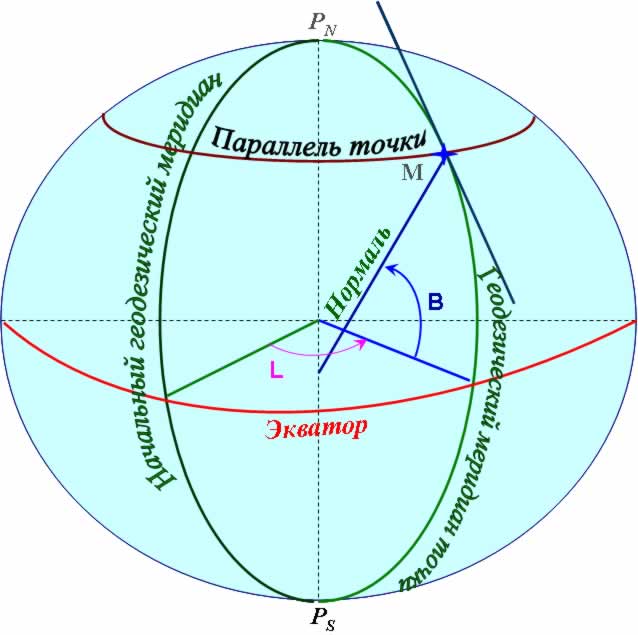 P_N
Начальный геодезический меридиан
Параллель точки
M
Нормаль
Геодезический меридиан точки
B
L
Экватор
P_S